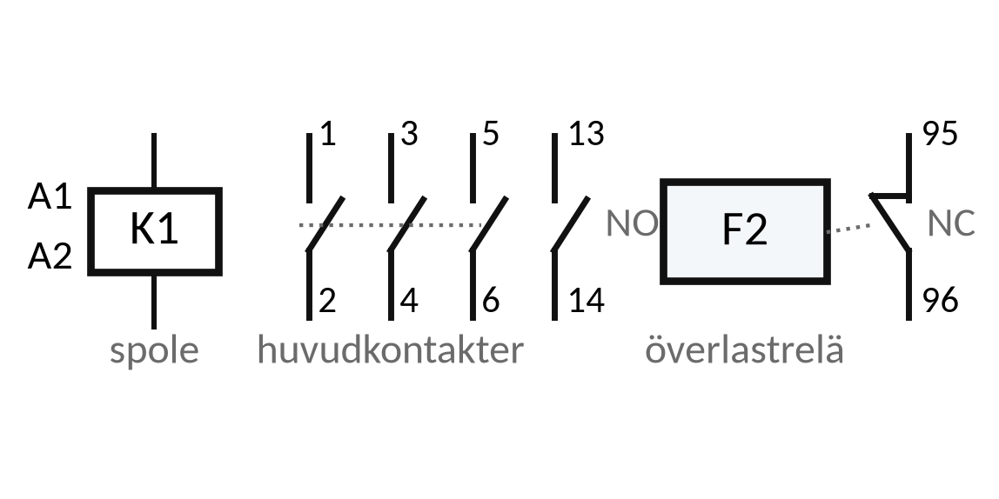 1 3 5 13 95
A1 K1 NO F2 NC
A2
2 4 6 14 96
spole huvudkontakter överlastrelä